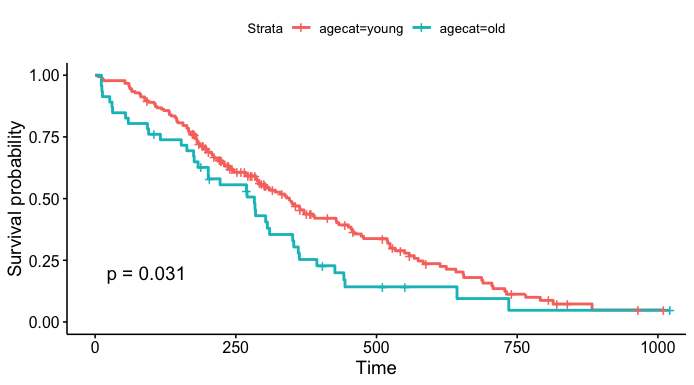 Strata agecat=young agecat=old
Survival probability
1.00
0.75
0.50
0.25
0.00
p = 0.031
0 250 500 750 1000
Time